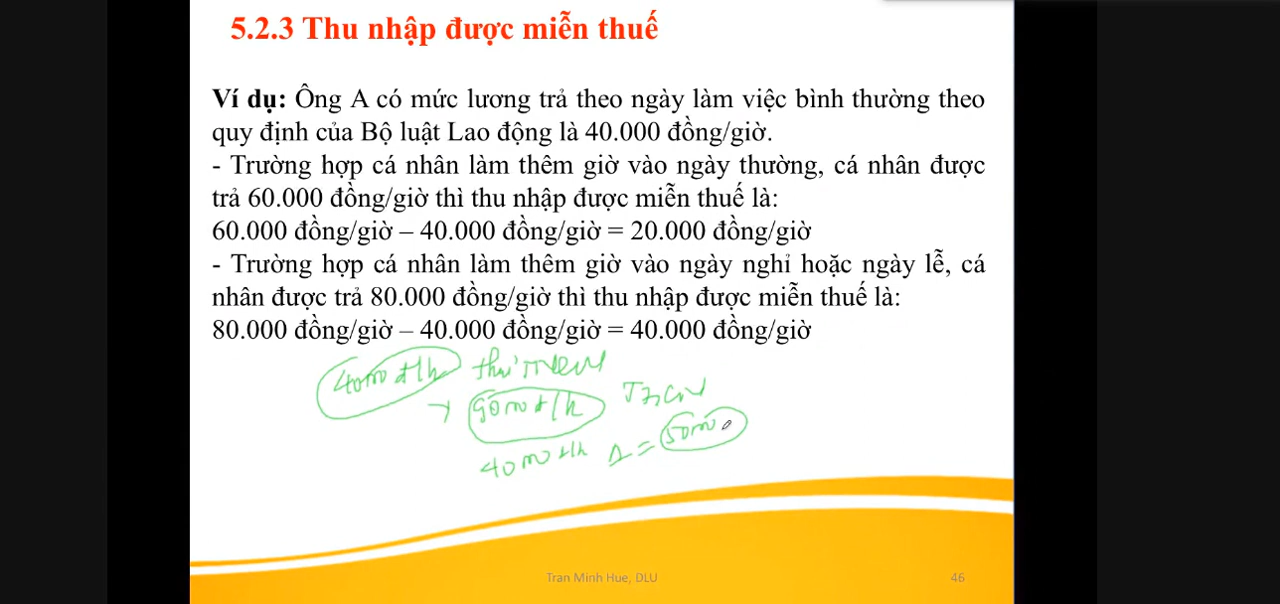 5.2.3 Thu nhập được miễn thuế
Ví dụ: Ông A có mức lương trả theo ngày làm việc bình thường theo
quy định của Bộ luật Lao động là 40.000 đồng/giờ.
- Trường hợp cá nhân làm thêm giờ vào ngày thường, cá nhân được
trả 60.000 đồng/giờ thì thu nhập được miễn thuế là:
60.000 đồng/giờ – 40.000 đồng/giờ = 20.000 đồng/giờ
- Trường hợp cá nhân làm thêm giờ vào ngày nghỉ hoặc ngày lễ, cá
nhân được trả 80.000 đồng/giờ thì thu nhập được miễn thuế là:
80.000 đồng/giờ – 40.000 đồng/giờ = 40.000 đồng/giờ
Tran Minh Hue, DLU
46